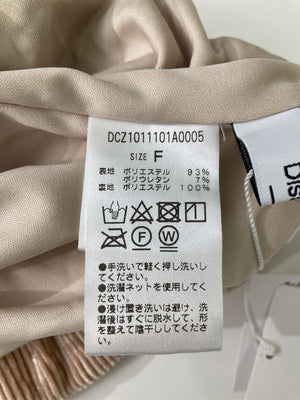 DCZ1011101A0005
SIZE F
表地 ポリエステル 93%
ポリウレタン 7%
裏地 ポリエステル 100%
F W
●手洗いで軽く押し洗いし
てください。
●洗濯ネットを使用してく
ださい。
●浸け置き洗いは避け、洗
濯後はすぐに脱水して、形
を整えて陰干ししてくださ
い。
Dis